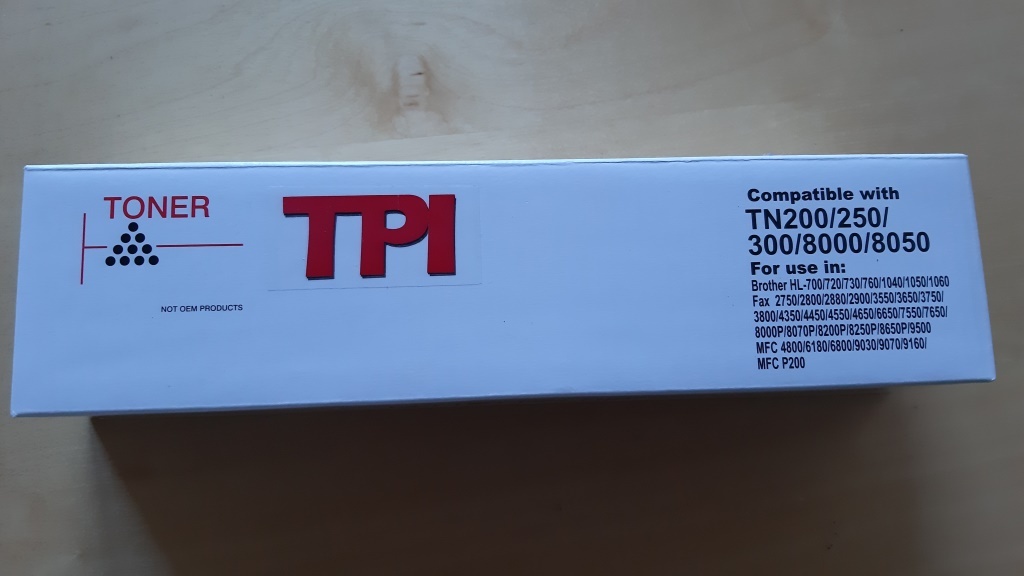 TONER
TPI
NOT OEM PRODUCTS
Compatible with
TN200/250/
300/8000/8050
For use in:
Brother HL-700/720/730/760/1040/1050/1060
Fax 2750/2800/2880/2900/3550/3650/3750/
3800/4350/4450/4550/4650/6650/7550/7650/
8000P/8070P/8200P/8250P/8650P/9500
MFC 4800/6180/6800/9030/9070/9160/
MFC P200